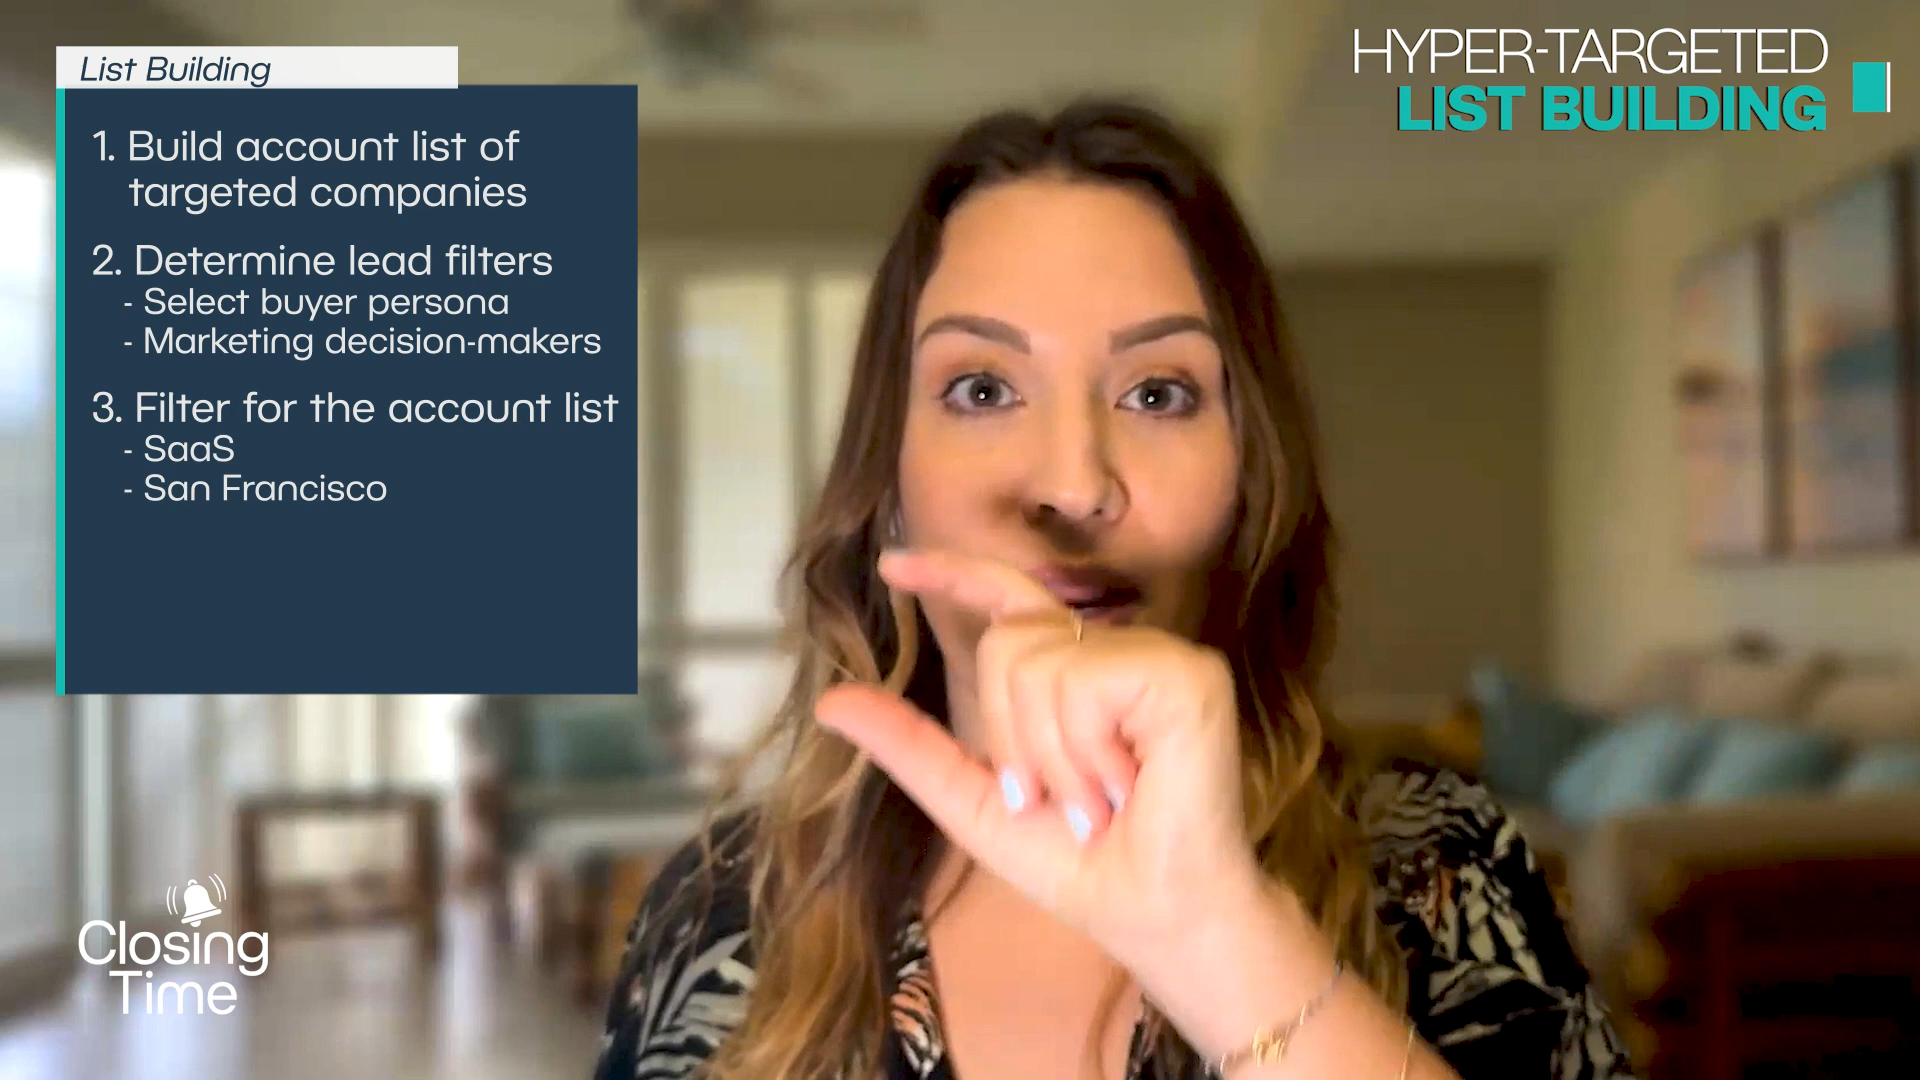 List Building
1. Build account list of
targeted companies
2. Determine lead filters
- Select buyer persona
- Marketing decision-makers
3. Filter for the account list
- SaaS
- San Francisco
HYPER-TARGETED
LIST BUILDING
Closing
Time